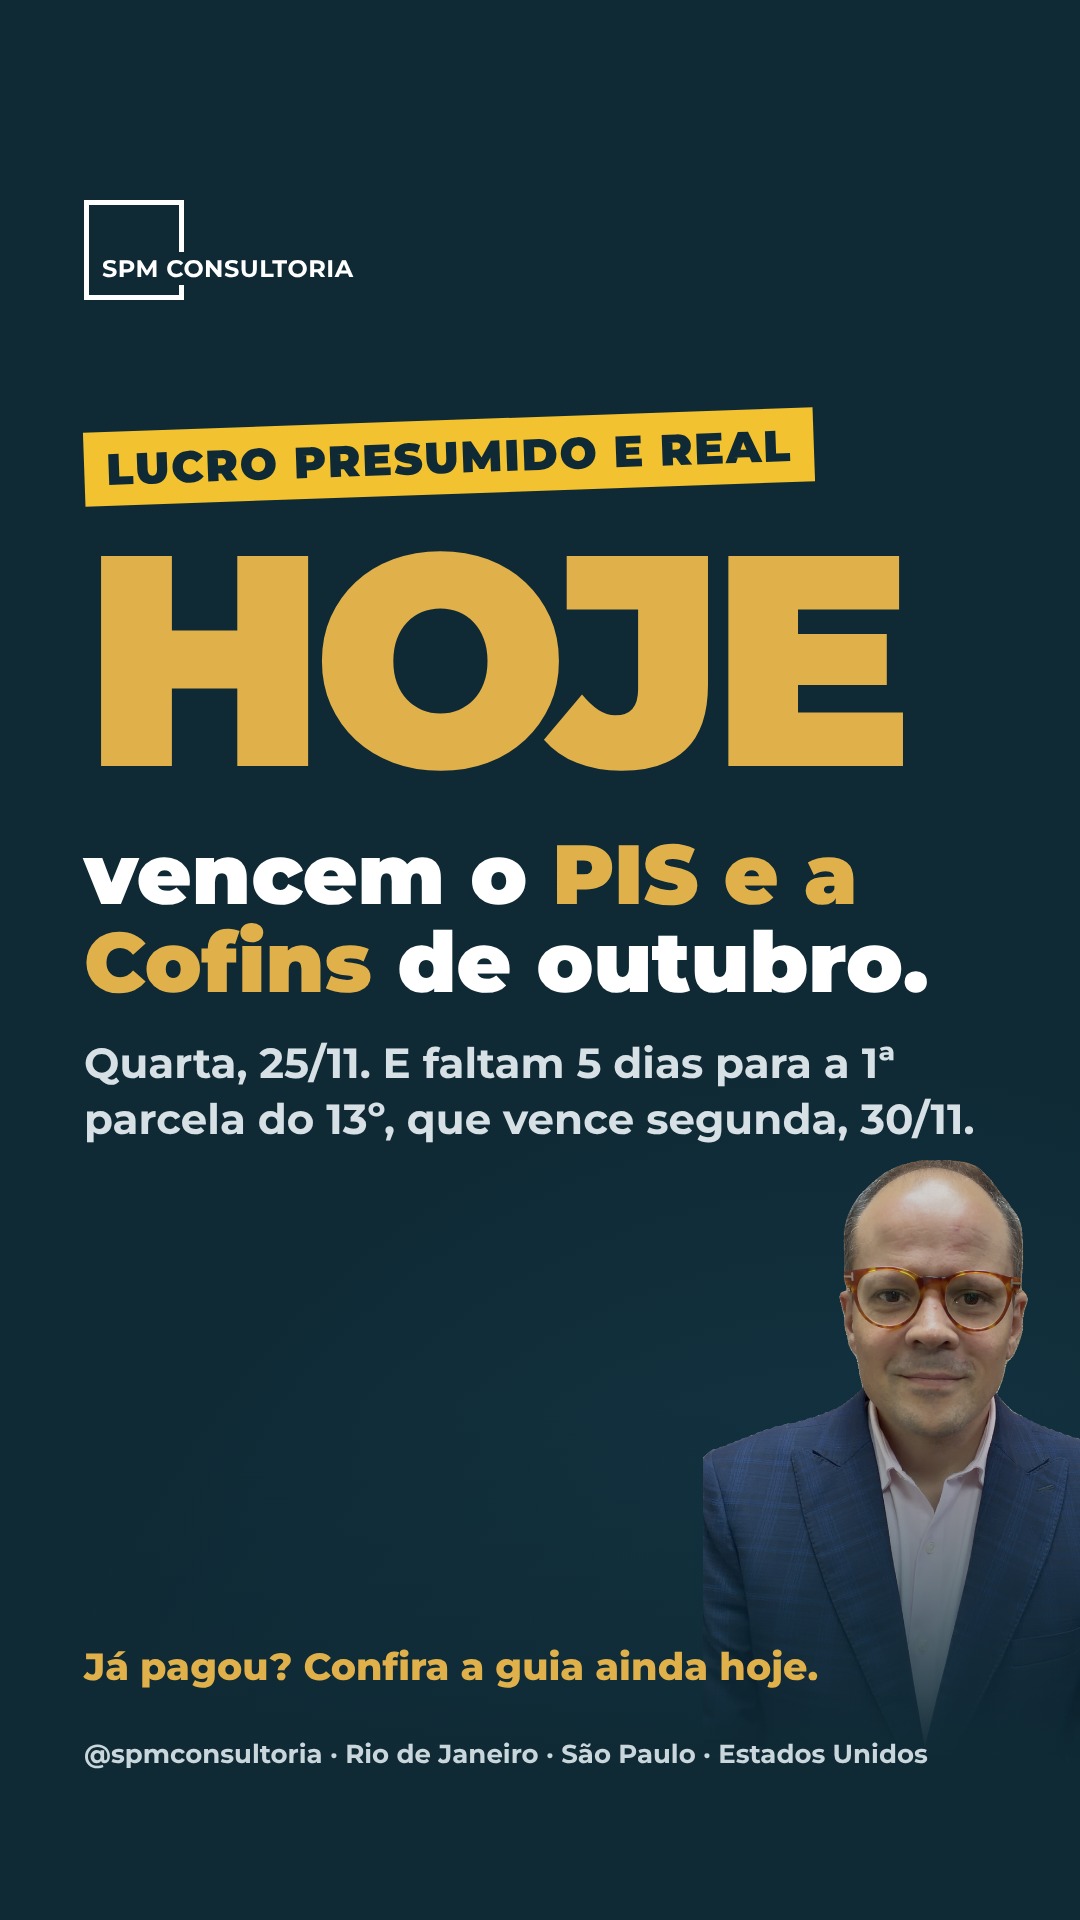 SPM CONSULTORIA
LUCRO PRESUMIDO E REAL
HOJE
vencem o PIS e a
Cofins de outubro.
Quarta, 25/11. E faltam 5 dias para a 1ª
parcela do 13º, que vence segunda, 30/11.
Já pagou? Confira a guia ainda hoje.
@spmconsultoria · Rio de Janeiro · São Paulo · Estados Unidos